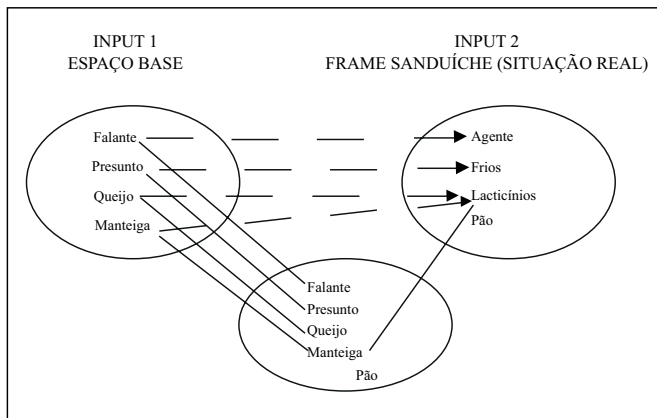 INPUT 1
ESPAÇO BASE
INPUT 2
FRAME SANDUÍCHE (SITUAÇÃO REAL)
Falante
Presunto
Queijo
Manteiga
Agente
Frios
Lacticínios
Pão
Falante
Presunto
Queijo
Manteiga
Pão